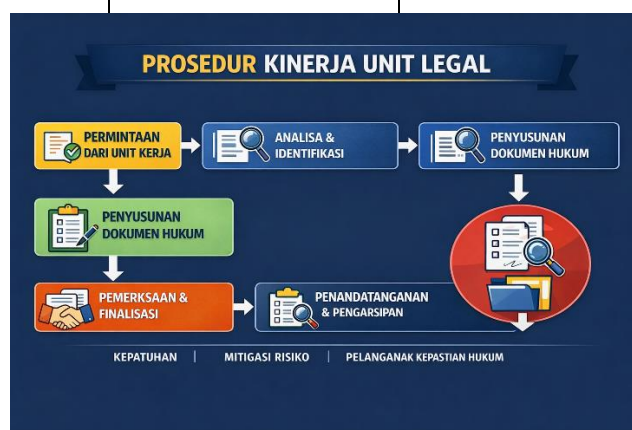 PROSEDUR KINERJA UNIT LEGAL
PERMINTAAN
DARI UNIT KERJA
ANALISA &
IDENTIFIKASI
PENYUSUNAN
DOKUMEN HUKUM
PENYUSUNAN
DOKUMEN HUKUM
PEMERKSAAN &
FINALISASI
PENANDATANGANAN
& PENGARSIPAN
KEPATUHAN | MITIGASI RISIKO | PELANGANAK KEPASTIAN HUKUM